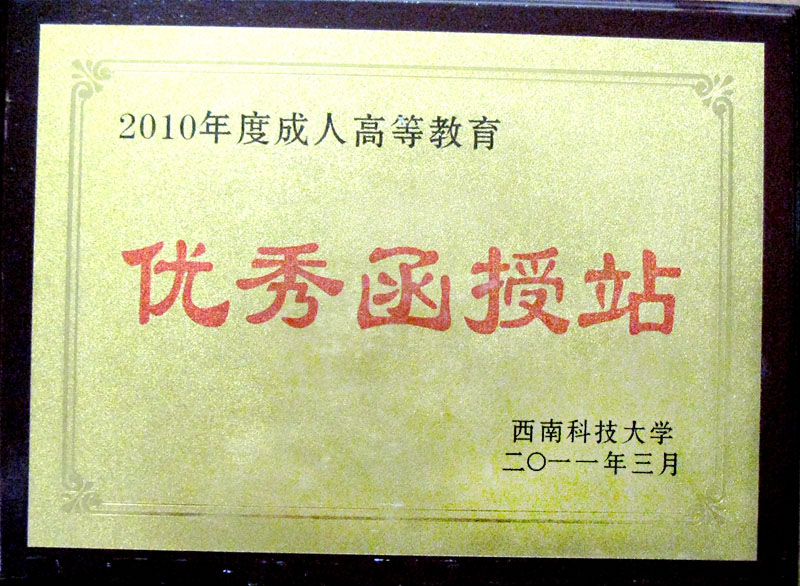 2010年度成人高等教育
优秀函授站
西南科技大学
二〇一一年三月